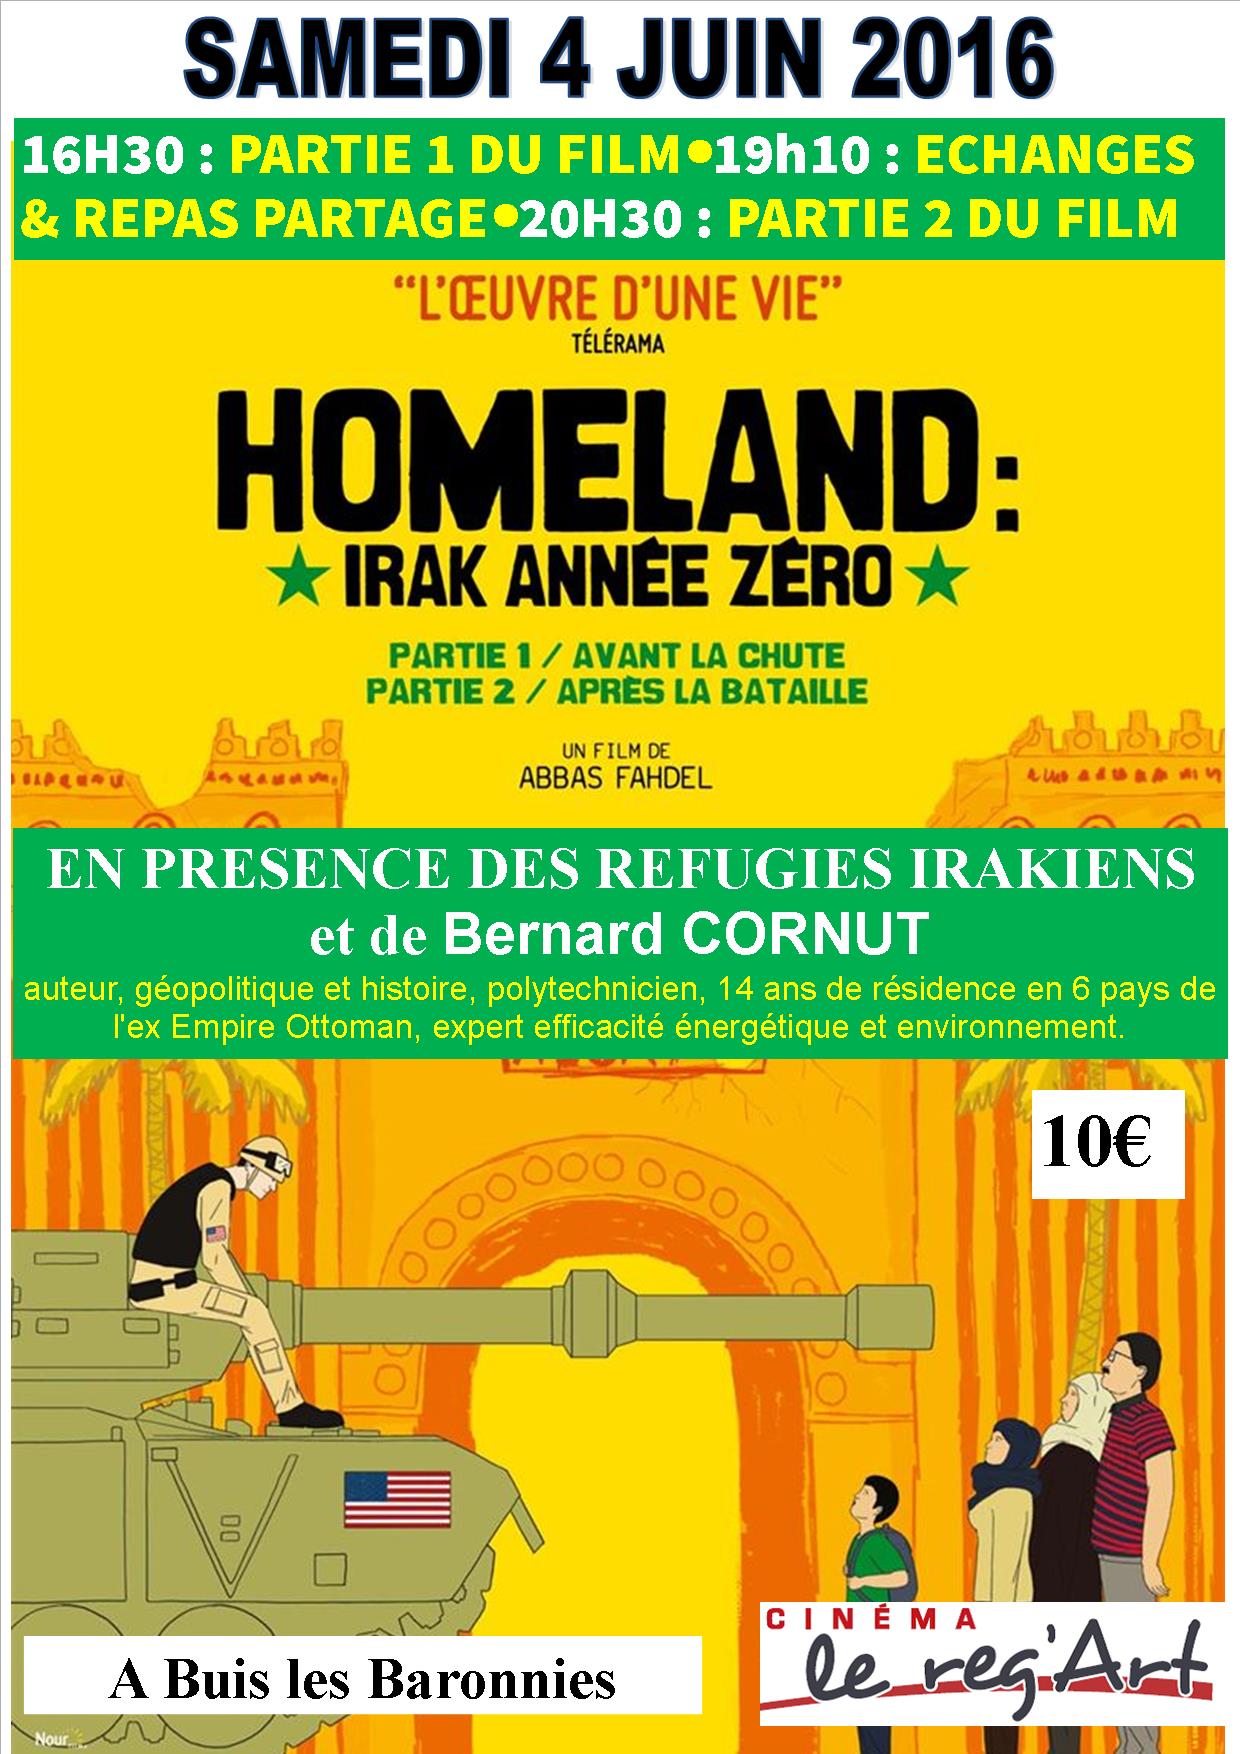 SAMEDI 4 JUIN 2016
16H30 : PARTIE 1 DU FILM•19h10 : ECHANGES
& REPAS PARTAGE•20H30 : PARTIE 2 DU FILM
“L’ŒUVRE D’UNE VIE”
TÉLÉRAMA
HOMELAND:
★ IRAK ANNÉE ZÉRO ★
PARTIE 1 / AVANT LA CHUTE
PARTIE 2 / APRÈS LA BATAILLE
UN FILM DE
ABBAS FAHDEL
EN PRESENCE DES REFUGIES IRAKIENS
et de Bernard CORNUT
auteur, géopolitique et histoire, polytechnicien, 14 ans de résidence en 6 pays de
l'ex Empire Ottoman, expert efficacité énergétique et environnement.
10€
CINÉMA
le reg'Art
A Buis les Baronnies
Nour